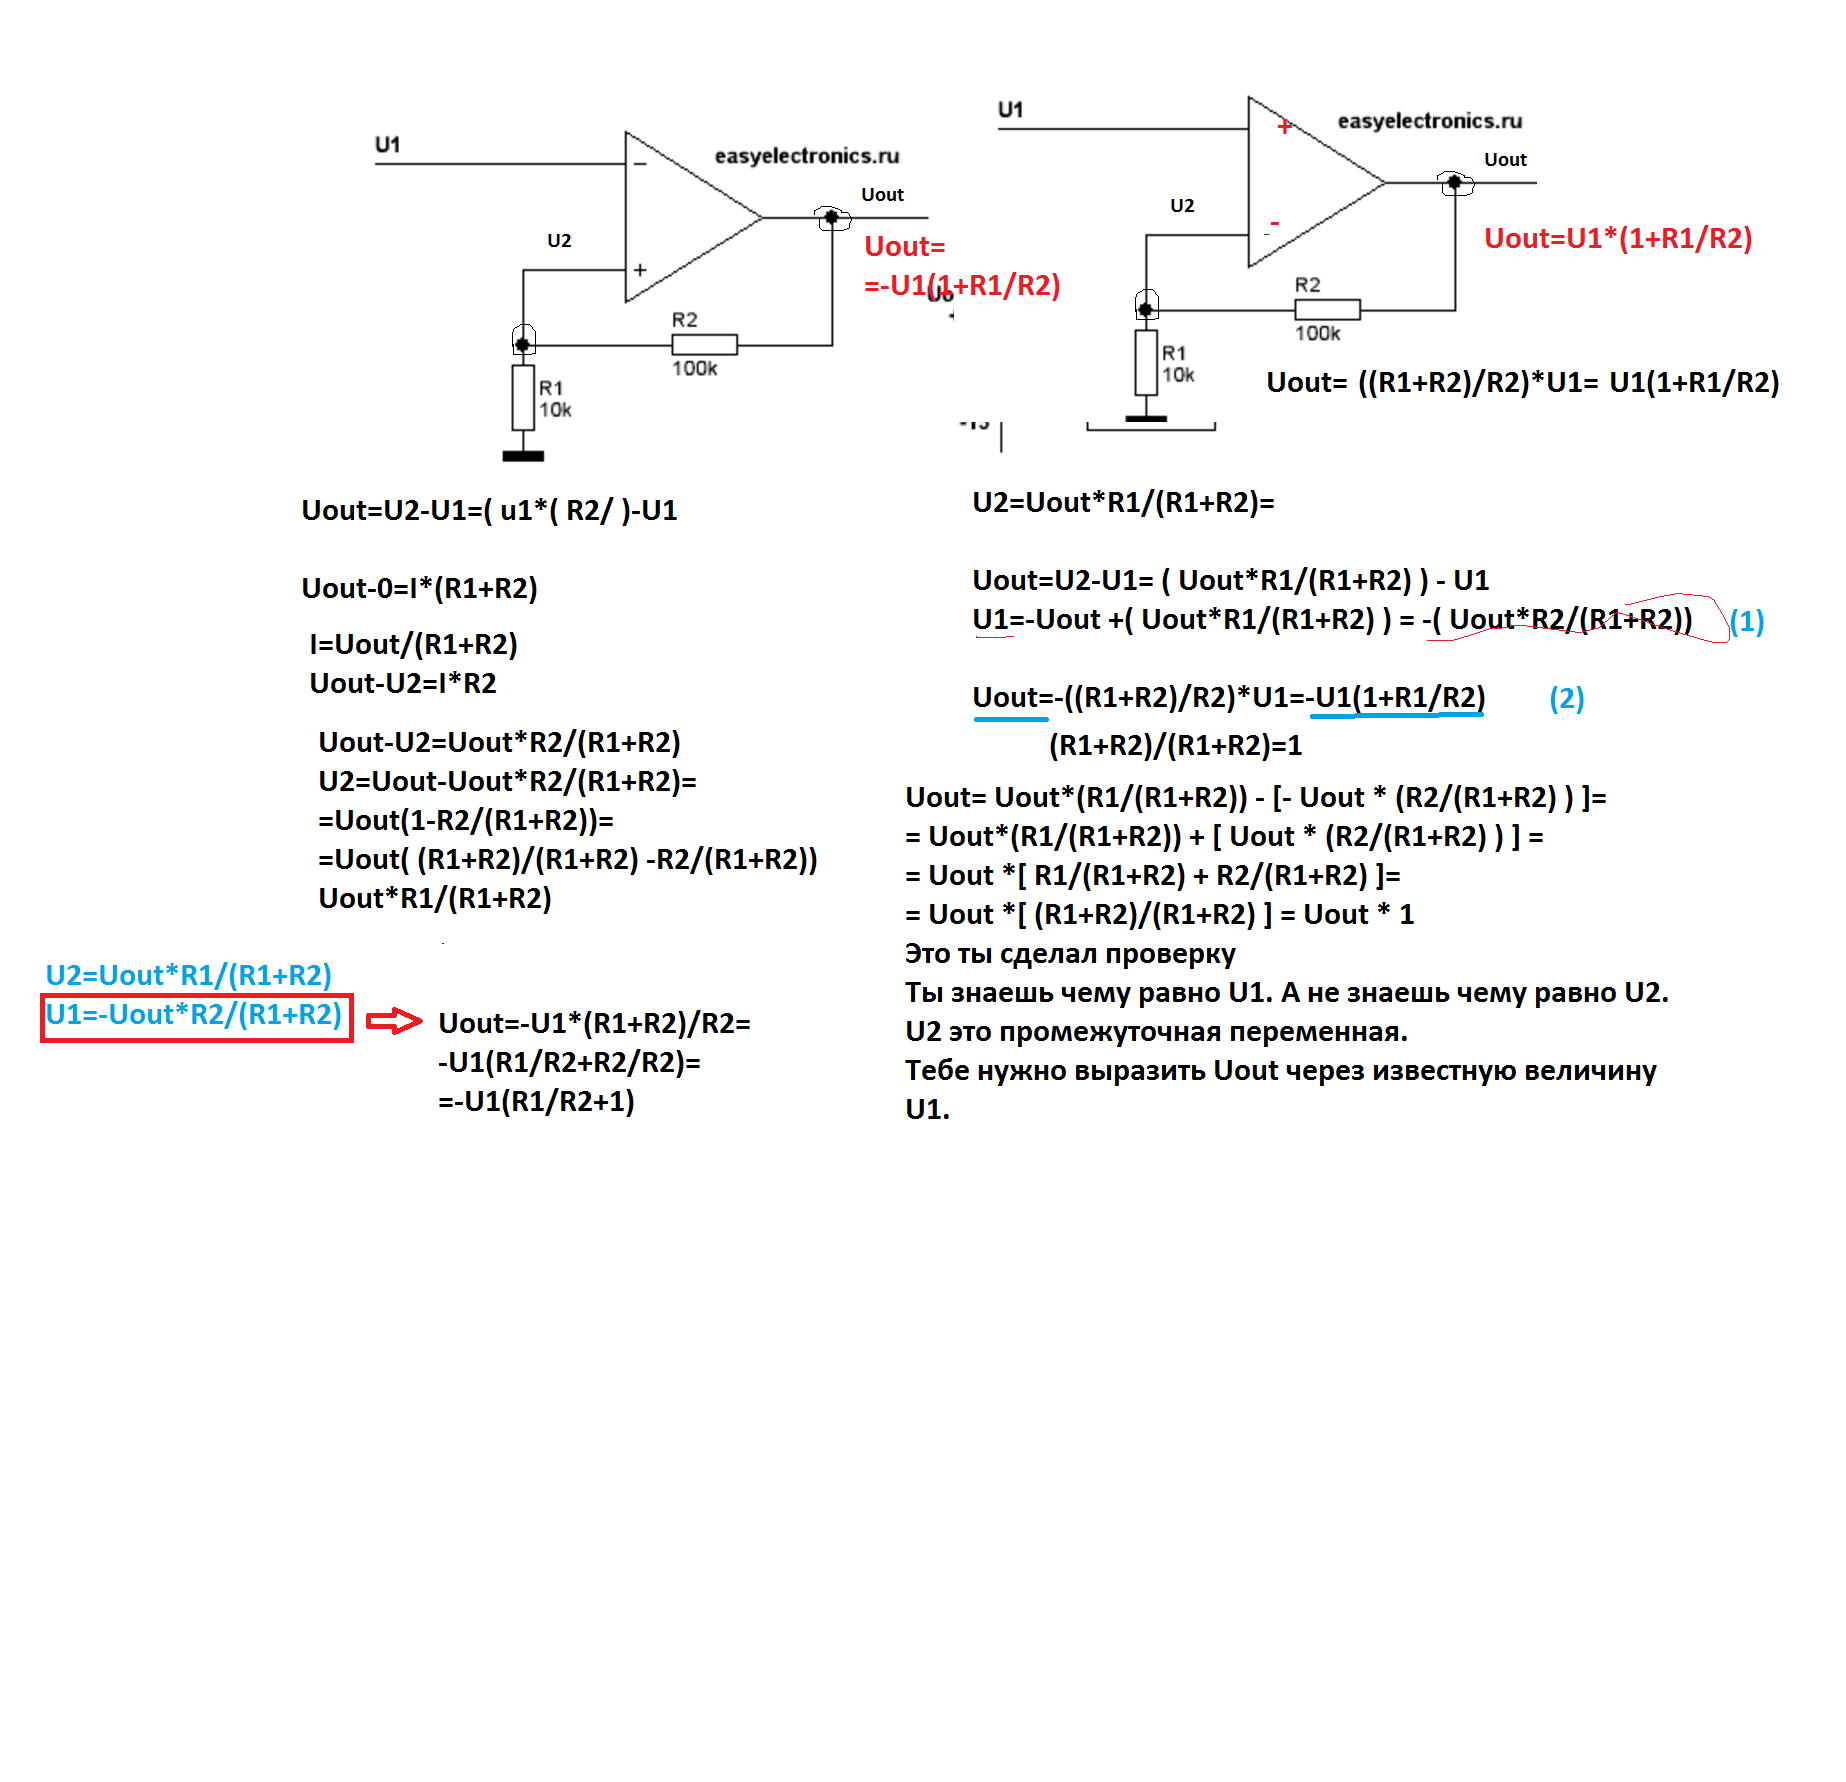 U1
easyelectronics.ru
Uout
U2
−
+
Uout=
=-U1(1+R1/R2)
R2
100k
R1
10k
U1
easyelectronics.ru
Uout
U2
+
-
-
Uout=U1*(1+R1/R2)
R2
100k
R1
10k
-15
Uout= ((R1+R2)/R2)*U1= U1(1+R1/R2)
Uout=U2-U1=( u1*( R2/ )-U1
Uout-0=I*(R1+R2)
I=Uout/(R1+R2)
Uout-U2=I*R2
Uout-U2=Uout*R2/(R1+R2)
U2=Uout-Uout*R2/(R1+R2)=
=Uout(1-R2/(R1+R2))=
=Uout( (R1+R2)/(R1+R2) -R2/(R1+R2))
Uout*R1/(R1+R2)
U2=Uout*R1/(R1+R2)
U1=-Uout*R2/(R1+R2)
Uout=-U1*(R1+R2)/R2=
-U1(R1/R2+R2/R2)=
=-U1(R1/R2+1)
U2=Uout*R1/(R1+R2)=
Uout=U2-U1= ( Uout*R1/(R1+R2) ) - U1
U1=-Uout +( Uout*R1/(R1+R2) ) = -( Uout*R2/(R1+R2)) (1)
Uout=-((R1+R2)/R2)*U1=-U1(1+R1/R2) (2)
(R1+R2)/(R1+R2)=1
Uout= Uout*(R1/(R1+R2)) - [- Uout * (R2/(R1+R2) ) ]=
= Uout*(R1/(R1+R2)) + [ Uout * (R2/(R1+R2) ) ] =
= Uout *[ R1/(R1+R2) + R2/(R1+R2) ]=
= Uout *[ (R1+R2)/(R1+R2) ] = Uout * 1
Это ты сделал проверку
Ты знаешь чему равно U1. А не знаешь чему равно U2.
U2 это промежуточная переменная.
Тебе нужно выразить Uout через известную величину
U1.